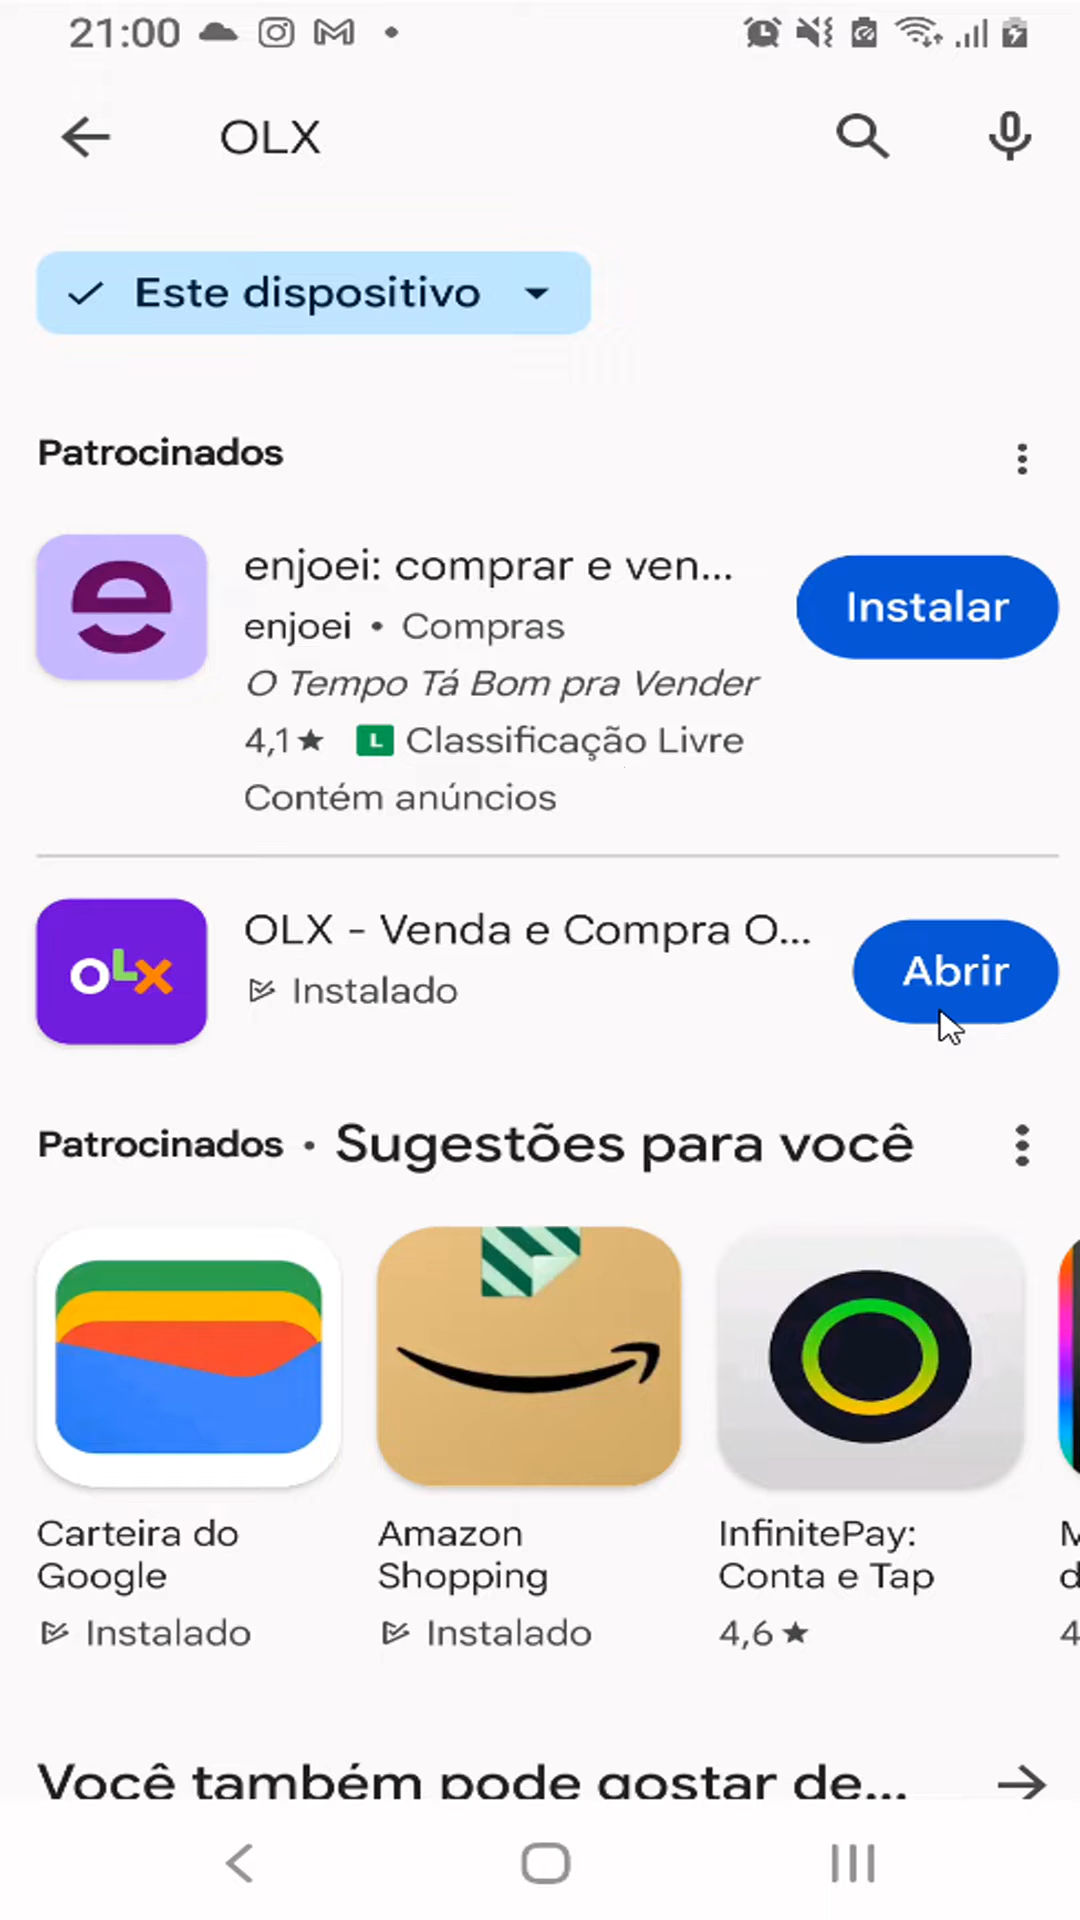 21:00
OLX
Este dispositivo
Patrocinados
enjoei: comprar e ven...
Instalar
enjoei • Compras
O Tempo Tá Bom pra Vender
4,1★ L Classificação Livre
Contém anúncios
OLX
OLX - Venda e Compra O...
Instalado
Abrir
Patrocinados • Sugestões para você
Carteira do
Google
Instalado
Amazon
Shopping
Instalado
InfinitePay:
Conta e Tap
4,6 ★
Você também pode gostar de...